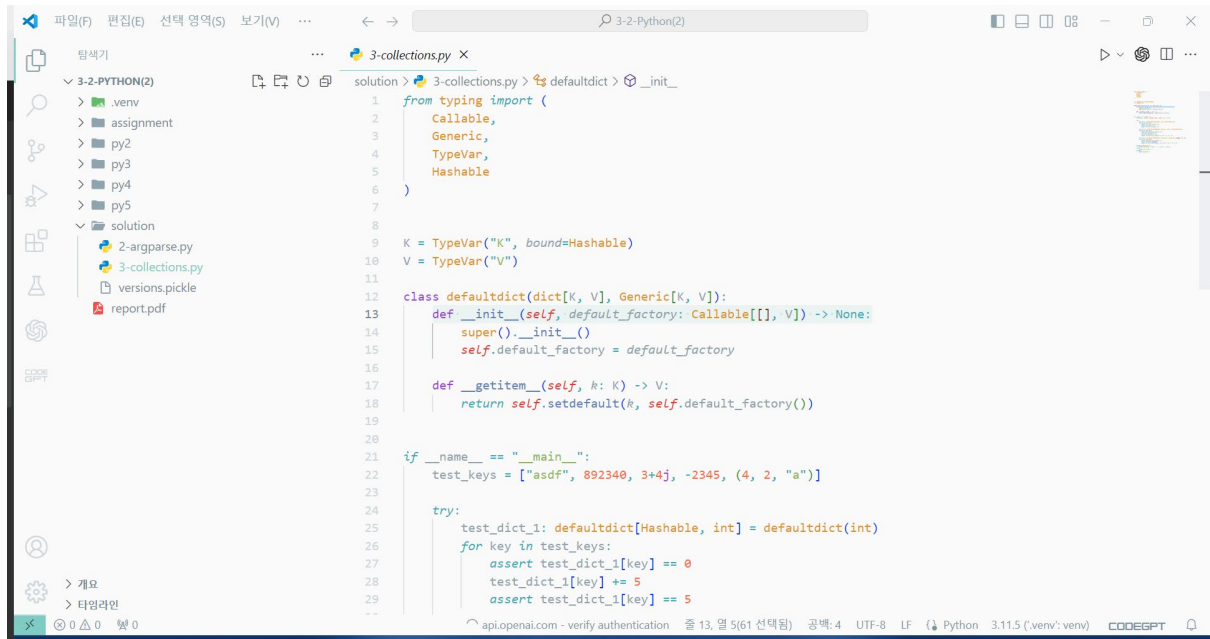 파일(F) 편집(E) 선택 영역(S) 보기(V) ··· 3-2-Python(2)
탐색기 ···
3-2-PYTHON(2)
.venv
assignment
py2
py3
py4
py5
solution
2-argparse.py
3-collections.py
versions.pickle
report.pdf
개요
타임라인
3-collections.py
solution > 3-collections.py > defaultdict > __init__
1 from typing import (
2     Callable,
3     Generic,
4     TypeVar,
5     Hashable
6 )
7
8
9 K = TypeVar("K", bound=Hashable)
10 V = TypeVar("V")
11
12 class defaultdict(dict[K, V], Generic[K, V]):
13     def __init__(self, default_factory: Callable[[], V]) -> None:
14         super().__init__()
15         self.default_factory = default_factory
16
17     def __getitem__(self, k: K) -> V:
18         return self.setdefault(k, self.default_factory())
19
20
21 if __name__ == "__main__":
22     test_keys = ["asdf", 892340, 3+4j, -2345, (4, 2, "a")]
23
24     try:
25         test_dict_1: defaultdict[Hashable, int] = defaultdict(int)
26         for key in test_keys:
27             assert test_dict_1[key] == 0
28             test_dict_1[key] += 5
29             assert test_dict_1[key] == 5
CODE GPT
0 0 0 api.openai.com - verify authentication 줄 13, 열 5(61 선택됨) 공백: 4 UTF-8 LF Python 3.11.5 ('.venv': venv) CODEGPT